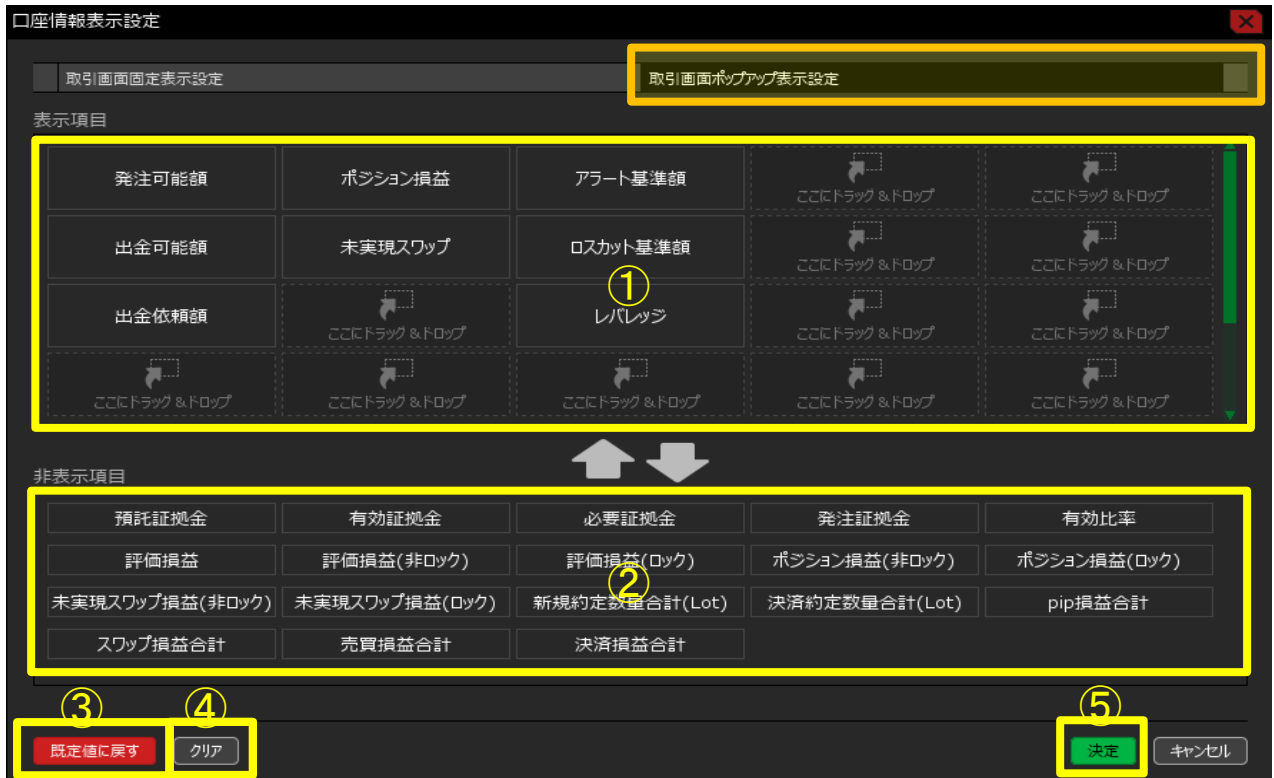 口座情報表示設定
取引画面固定表示設定 取引画面ポップアップ表示設定
表示項目
発注可能額 ポジション損益 アラート基準額 ここにドラッグ&ドロップ ここにドラッグ&ドロップ
出金可能額 未実現スワップ ロスカット基準額 ここにドラッグ&ドロップ ここにドラッグ&ドロップ
①
出金依頼額 ここにドラッグ&ドロップ レバレッジ ここにドラッグ&ドロップ ここにドラッグ&ドロップ
ここにドラッグ&ドロップ ここにドラッグ&ドロップ ここにドラッグ&ドロップ ここにドラッグ&ドロップ ここにドラッグ&ドロップ
非表示項目
預託証拠金 有効証拠金 必要証拠金 発注証拠金 有効比率
評価損益 評価損益(非ロック) 評価損益(ロック) ポジション損益(非ロック) ポジション損益(ロック)
②
未実現スワップ損益(非ロック) 未実現スワップ損益(ロック) 新規約定数量合計(Lot) 決済約定数量合計(Lot) pip損益合計
スワップ損益合計 売買損益合計 決済損益合計
③ ④ ⑤
既定値に戻す クリア 決定 キャンセル